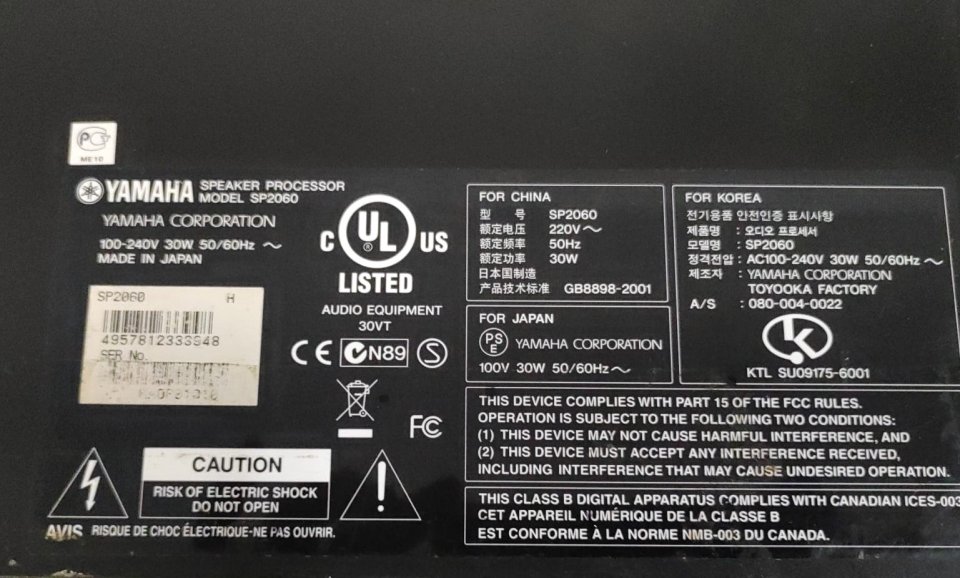 PC
ME10
YAMAHA SPEAKER PROCESSOR
MODEL SP2060
YAMAHA CORPORATION
100-240V 30W 50/60Hz ～
MADE IN JAPAN
SP2060 H
4957812333948
SER No.
C UL ® US
LISTED
AUDIO EQUIPMENT
30VT
CE N89 S
FC
CAUTION
RISK OF ELECTRIC SHOCK
DO NOT OPEN
AVIS RISQUE DE CHOC ÉLECTRIQUE-NE PAS OUVRIR.
FOR CHINA
型 号 SP2060
额定电压 220V～
额定频率 50Hz
额定功率 30W
日本国制造
产品技术标准 GB8898-2001
FOR JAPAN
PSE YAMAHA CORPORATION
100V 30W 50/60Hz～
FOR KOREA
전기용품 안전인증 표시사항
제품명 : 오디오 프로세서
모델명 : SP2060
정격전압 : AC100-240V 30W 50/60Hz ～
제조자 : YAMAHA CORPORATION
TOYOOKA FACTORY
A/S : 080-004-0022
KTL SU09175-6001
THIS DEVICE COMPLIES WITH PART 15 OF THE FCC RULES.
OPERATION IS SUBJECT TO THE FOLLOWING TWO CONDITIONS:
(1) THIS DEVICE MAY NOT CAUSE HARMFUL INTERFERENCE, AND
(2) THIS DEVICE MUST ACCEPT ANY INTERFERENCE RECEIVED,
INCLUDING INTERFERENCE THAT MAY CAUSE UNDESIRED OPERATION.
THIS CLASS B DIGITAL APPARATUS COMPLIES WITH CANADIAN ICES-003
CET APPAREIL NUMÉRIQUE DE LA CLASSE B
EST CONFORME À LA NORME NMB-003 DU CANADA.